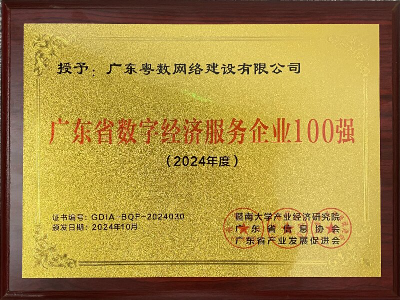 授予：广东粤数网络建设有限公司
广东省数字经济服务企业100强
（2024年度）
证书编号：GDIA BQF-2024030
颁发日期：2024年10月
暨南大学产业经济研究院
广东省信息协会
广东省产业发展促进会